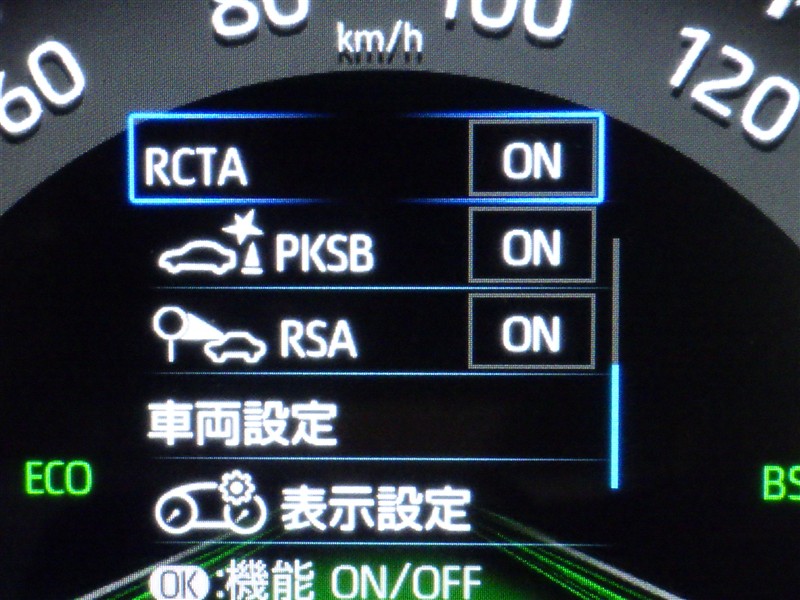 60 80 100 120
km/h
RCTA ON
PKSB ON
RSA ON
車両設定
ECO
表示設定
OK:機能 ON/OFF